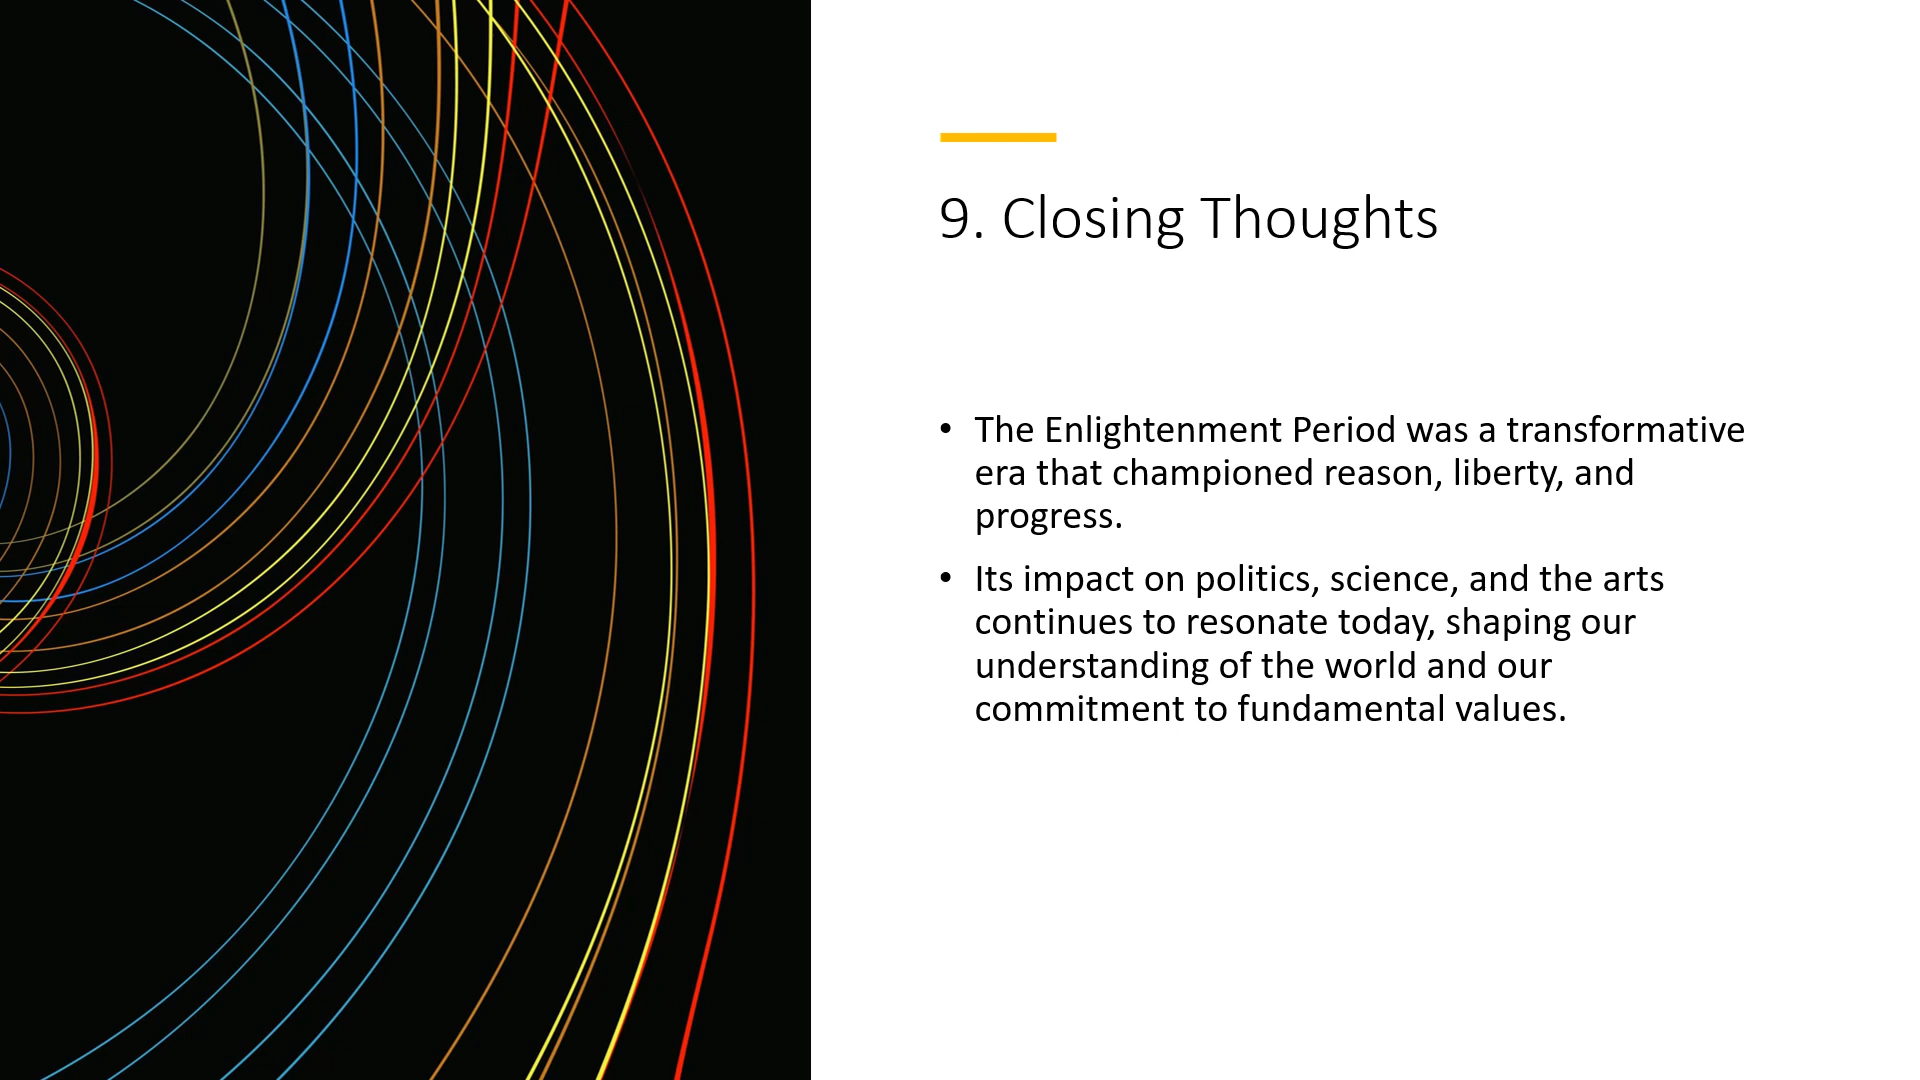 9. Closing Thoughts
• The Enlightenment Period was a transformative
era that championed reason, liberty, and
progress.
• Its impact on politics, science, and the arts
continues to resonate today, shaping our
understanding of the world and our
commitment to fundamental values.